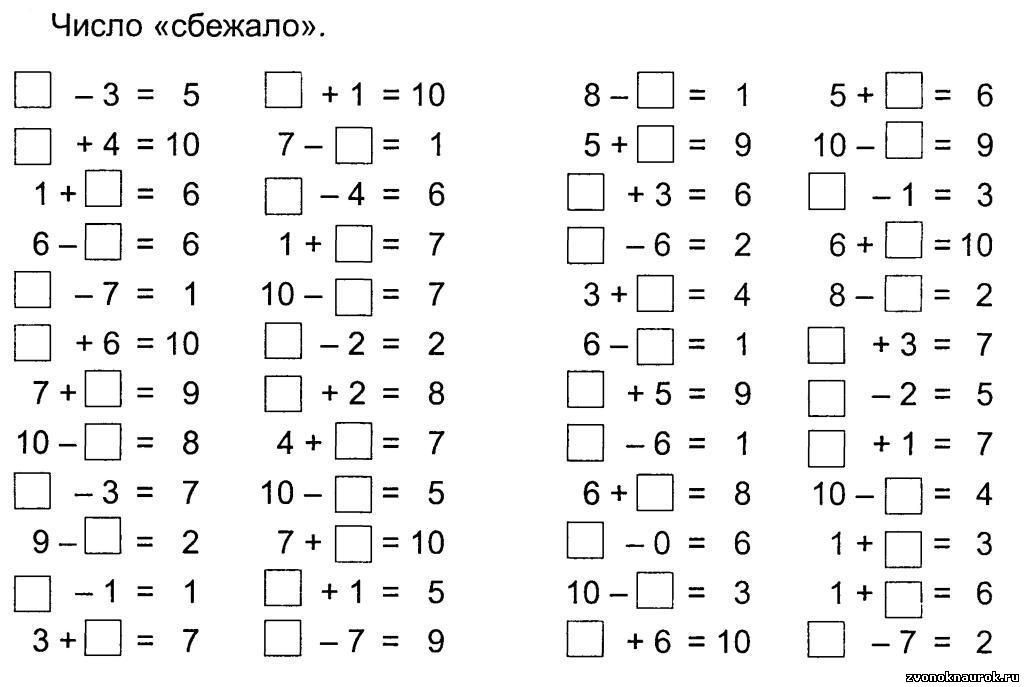 Число «сбежало».
□ – 3 = 5 □ + 1 = 10 8 – □ = 1 5 + □ = 6
□ + 4 = 10 7 – □ = 1 5 + □ = 9 10 – □ = 9
1 + □ = 6 □ – 4 = 6 □ + 3 = 6 □ – 1 = 3
6 – □ = 6 1 + □ = 7 □ – 6 = 2 6 + □ = 10
□ – 7 = 1 10 – □ = 7 3 + □ = 4 8 – □ = 2
□ + 6 = 10 □ – 2 = 2 6 – □ = 1 □ + 3 = 7
7 + □ = 9 □ + 2 = 8 □ + 5 = 9 □ – 2 = 5
10 – □ = 8 4 + □ = 7 □ – 6 = 1 □ + 1 = 7
□ – 3 = 7 10 – □ = 5 6 + □ = 8 10 – □ = 4
9 – □ = 2 7 + □ = 10 □ – 0 = 6 1 + □ = 3
□ – 1 = 1 □ + 1 = 5 10 – □ = 3 1 + □ = 6
3 + □ = 7 □ – 7 = 9 □ + 6 = 10 □ – 7 = 2
zvonoknaurok.ru